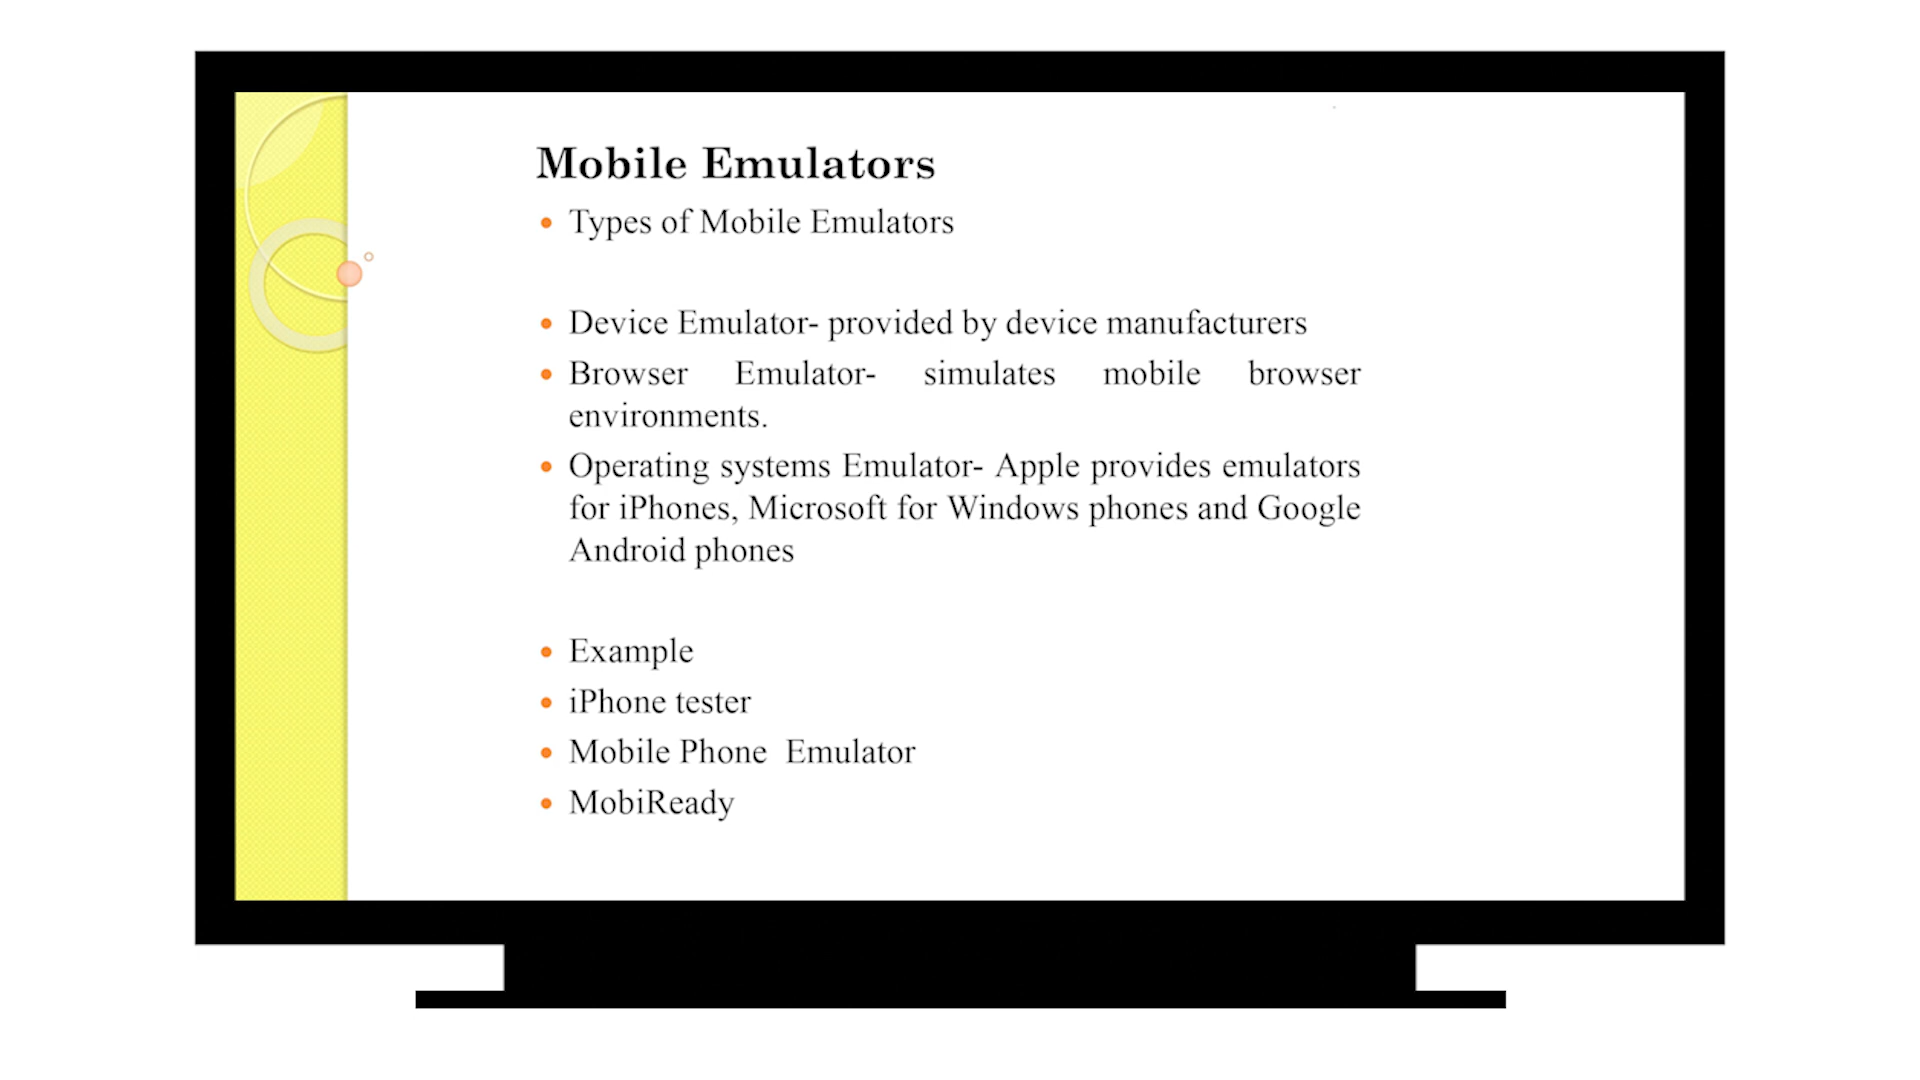 Mobile Emulators
• Types of Mobile Emulators
• Device Emulator- provided by device manufacturers
• Browser Emulator- simulates mobile browser
environments.
• Operating systems Emulator- Apple provides emulators
for iPhones, Microsoft for Windows phones and Google
Android phones
• Example
• iPhone tester
• Mobile Phone  Emulator
• MobiReady